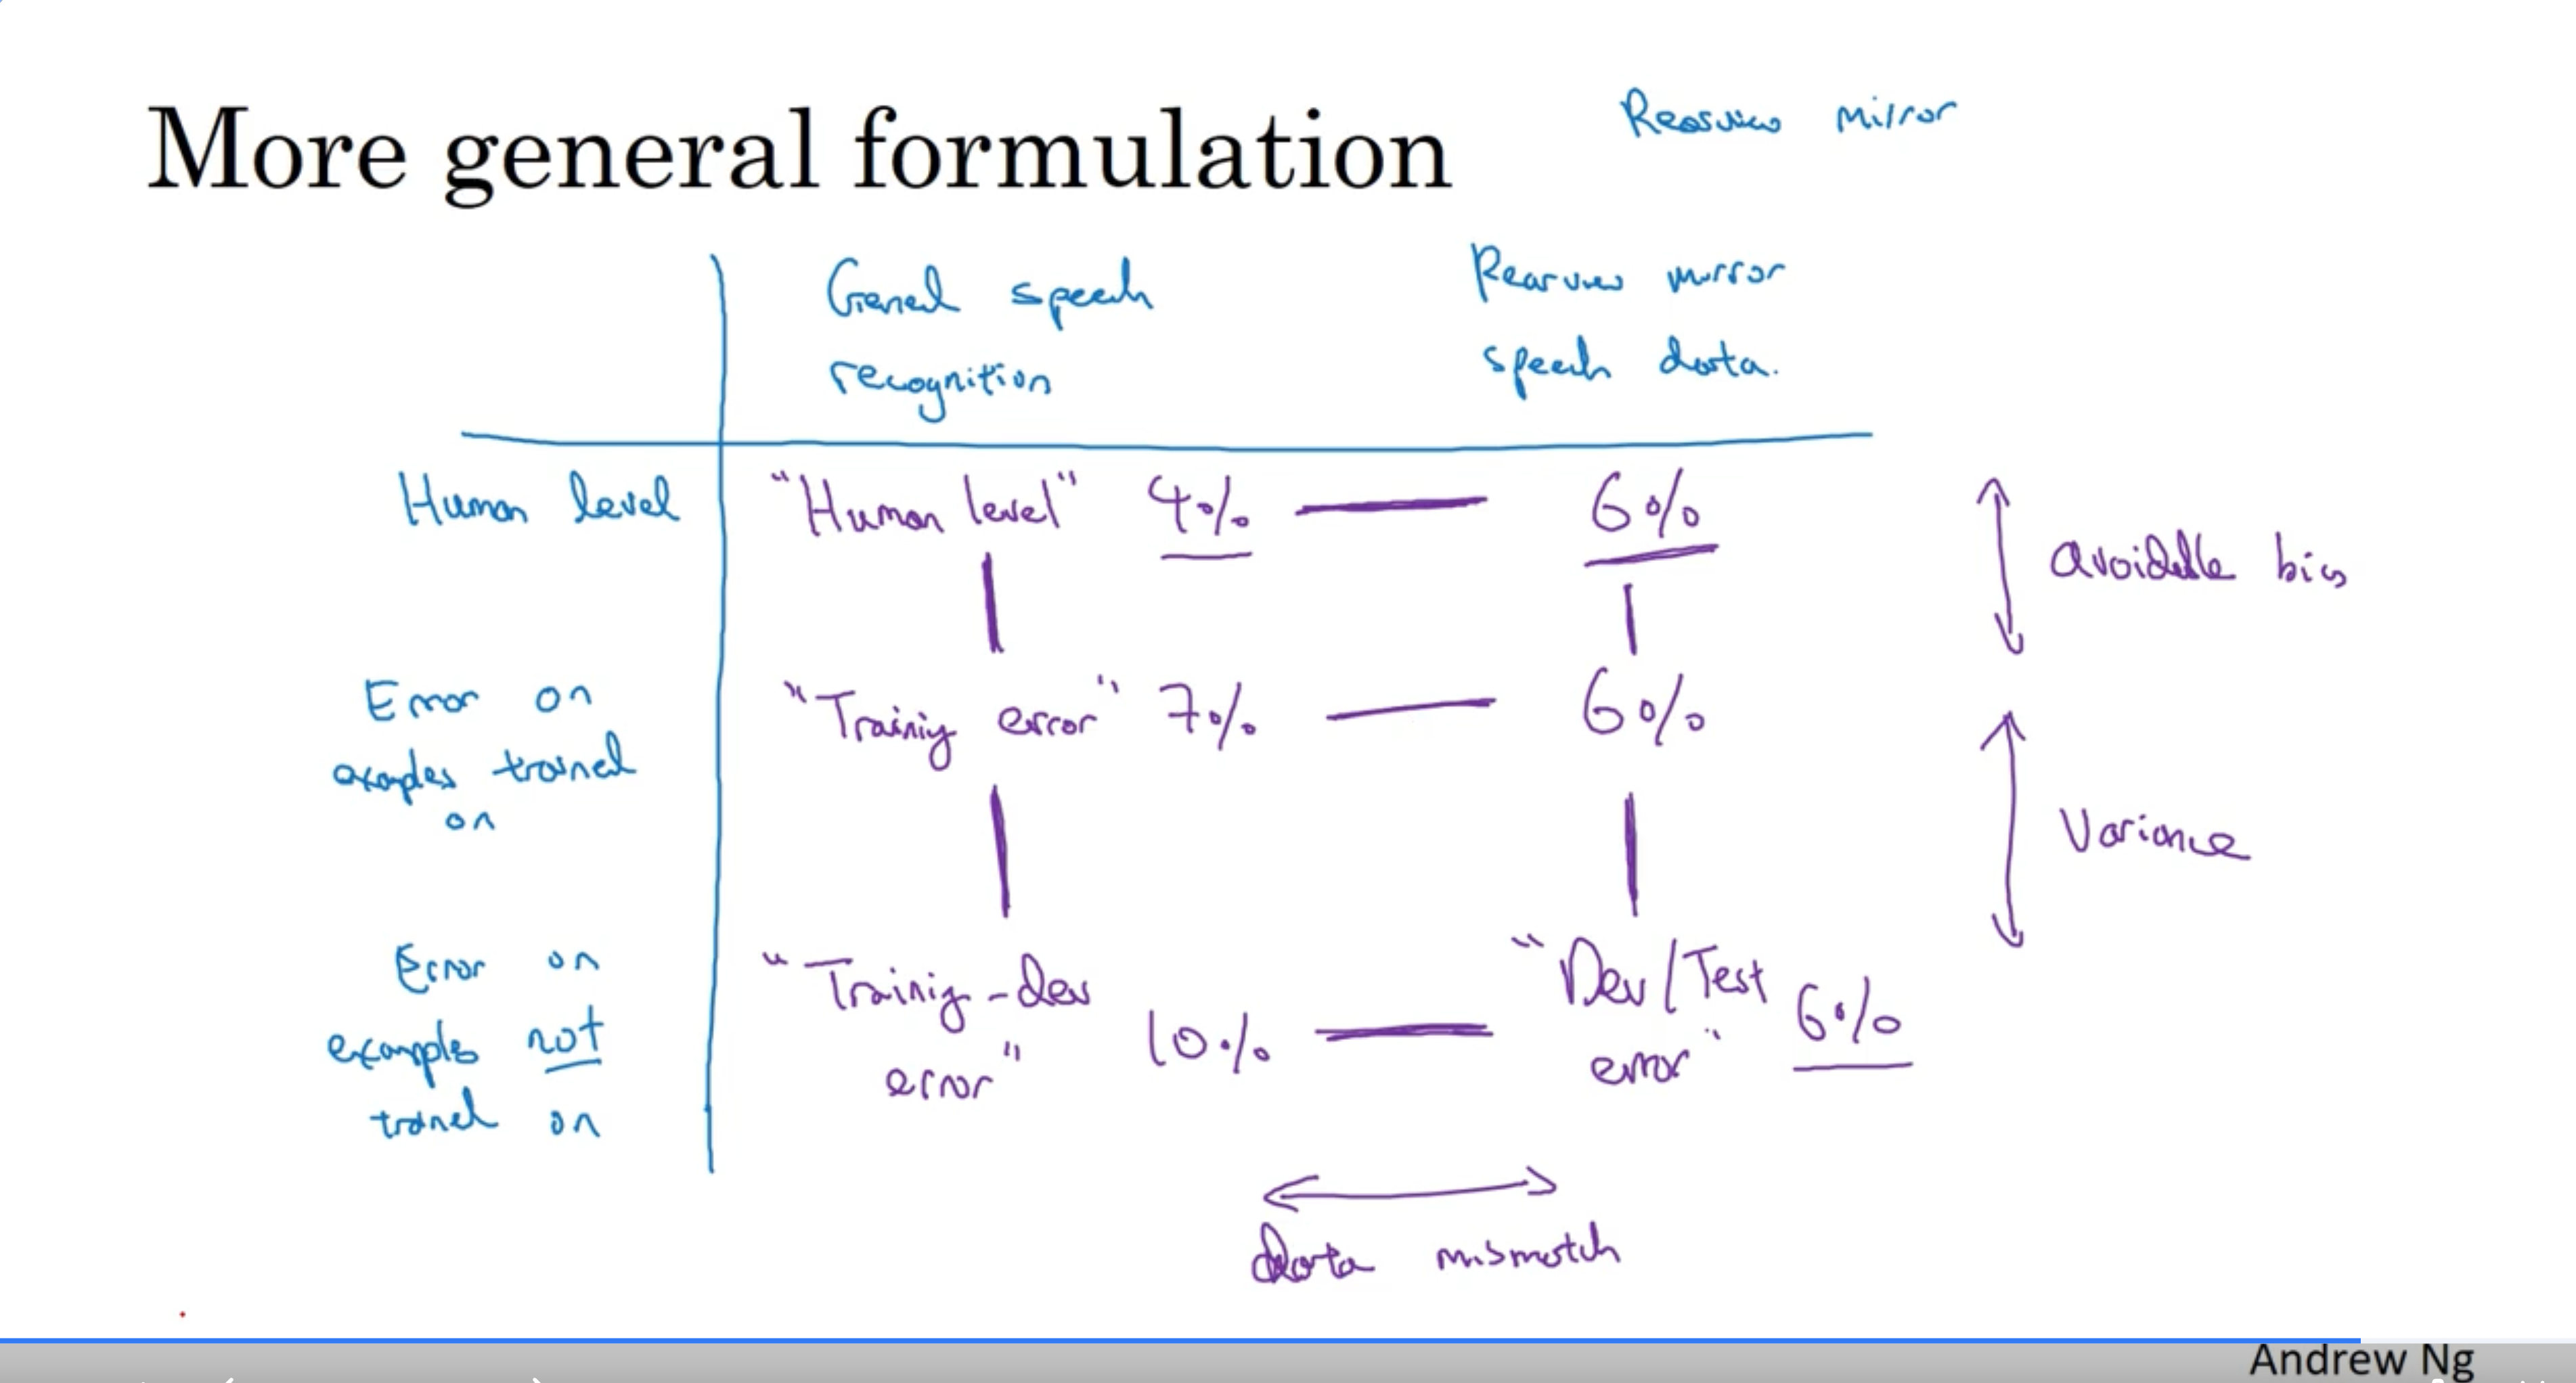 More general formulation
Rearview mirror
General speech recognition
Rearview mirror speech data.
Human level
"Human level" 4%
6%
Error on examples trained on
"Training error" 7%
6%
Error on examples not trained on
"Training-dev error" 10%
"Dev/Test error" 6%
Avoidable bias
Variance
Data mismatch
Andrew Ng